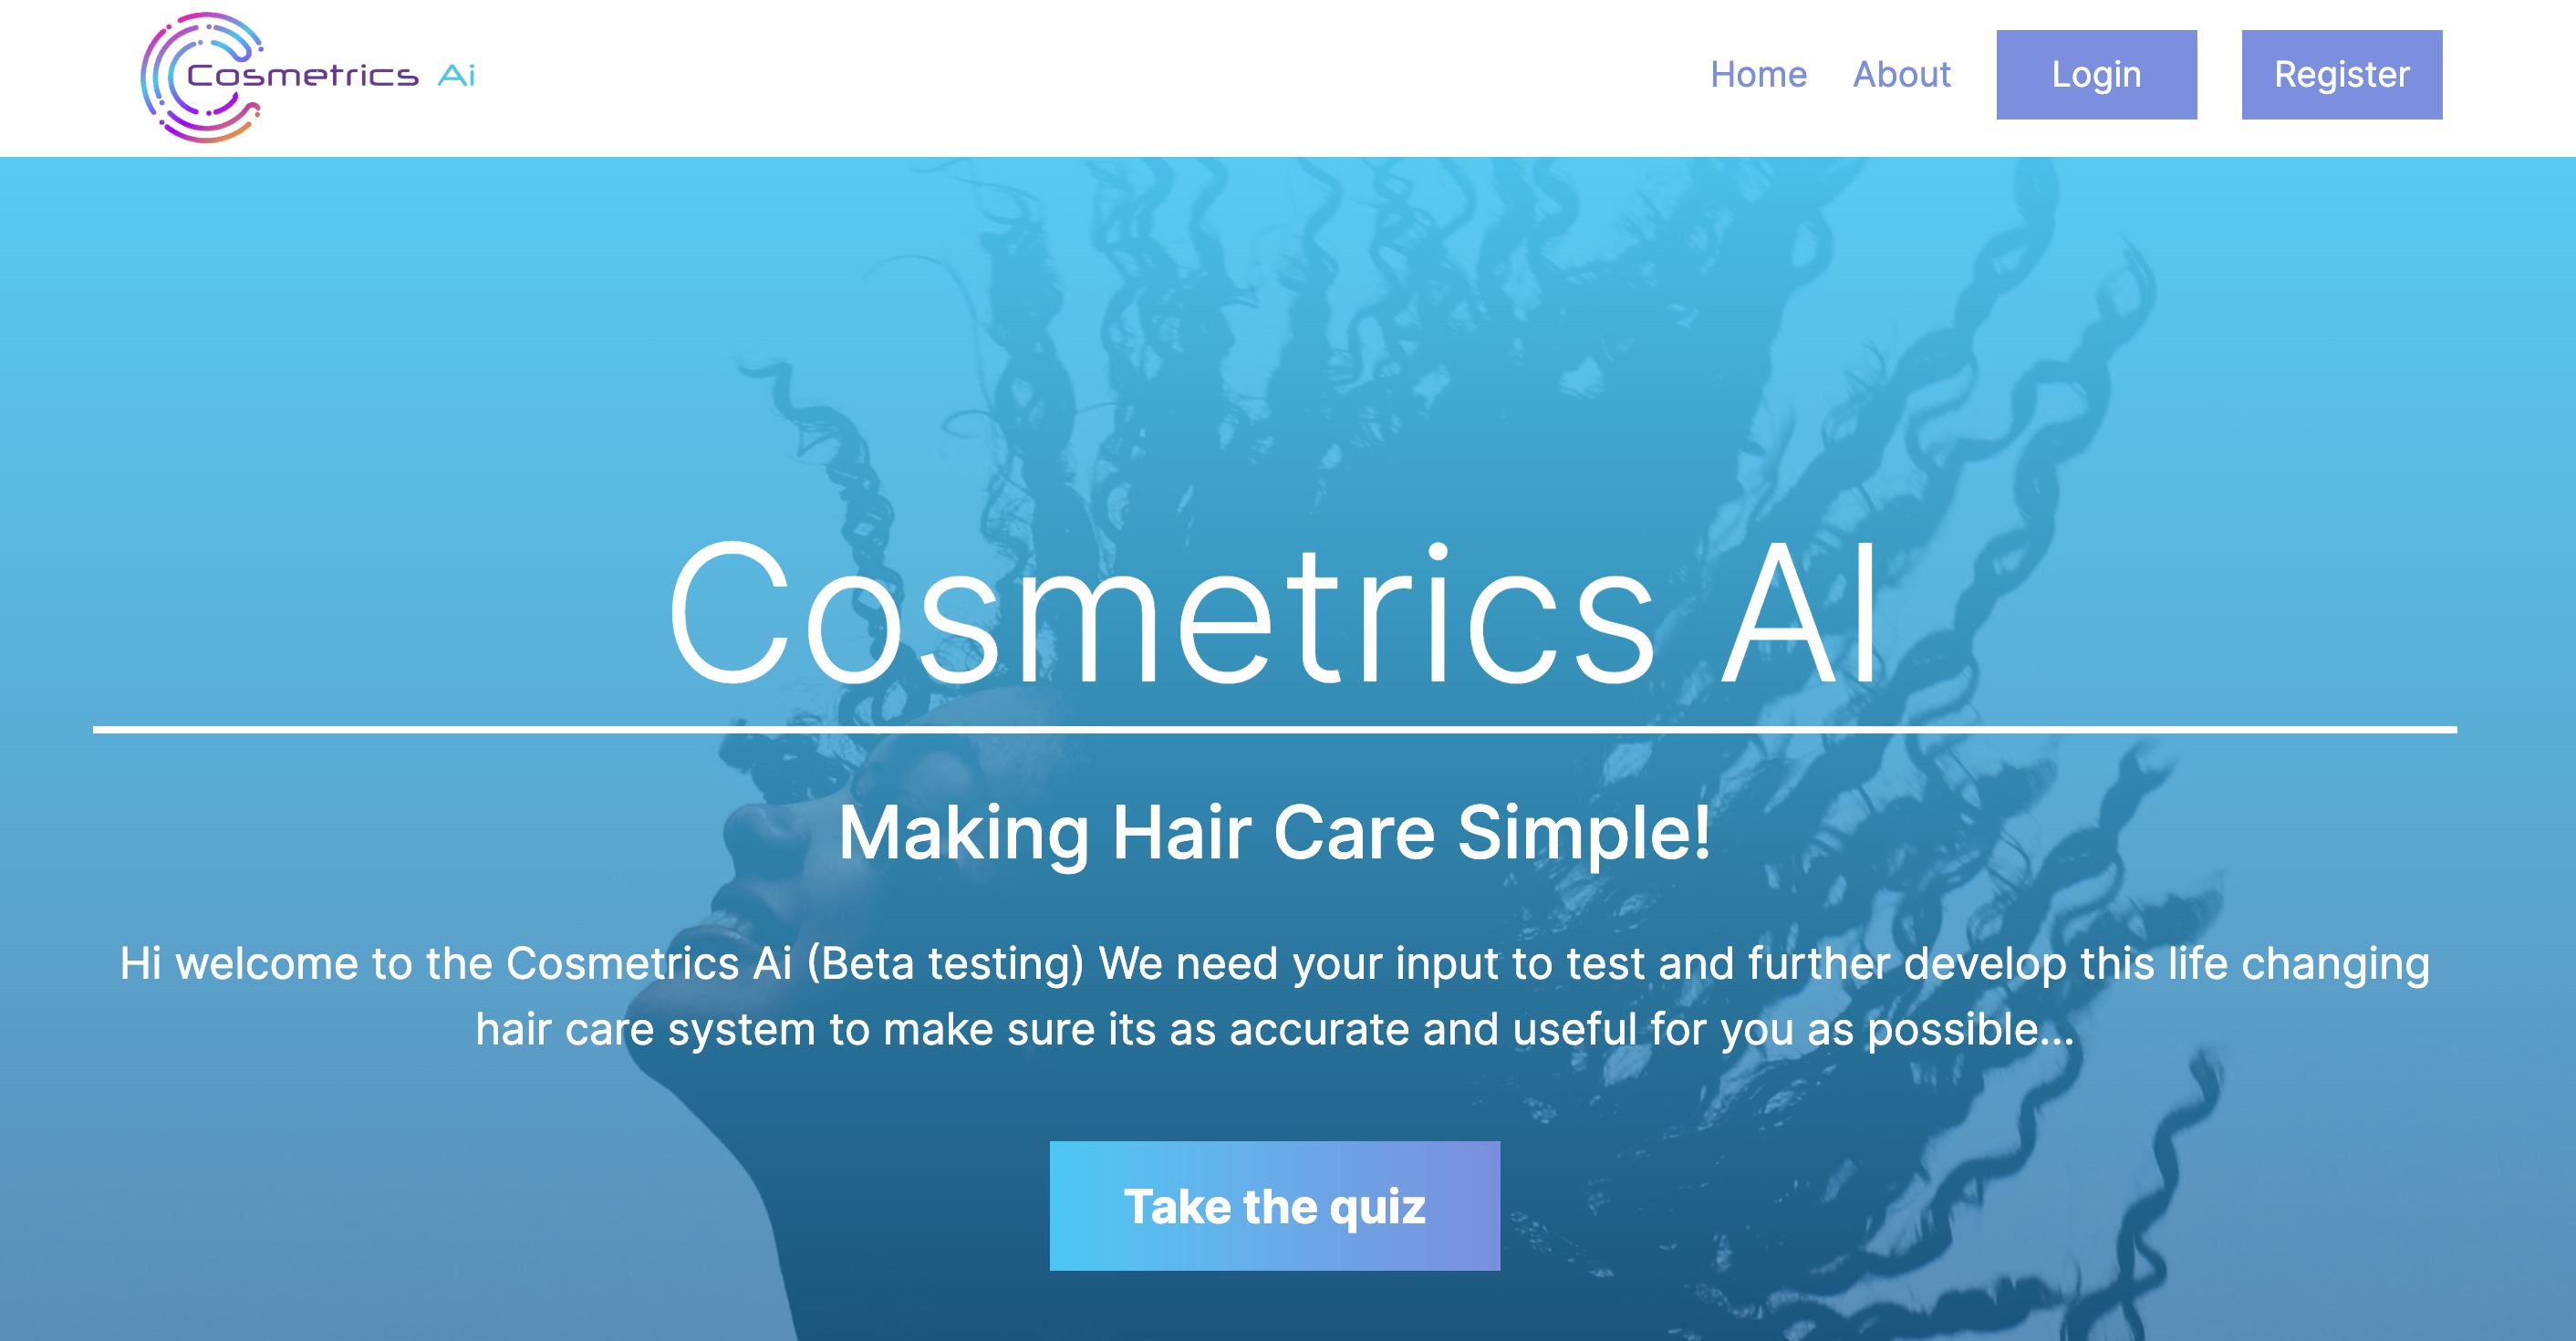 Cosmetrics Ai
Home About Login Register
Cosmetrics AI
Making Hair Care Simple!
Hi welcome to the Cosmetrics Ai (Beta testing) We need your input to test and further develop this life changing
hair care system to make sure its as accurate and useful for you as possible...
Take the quiz